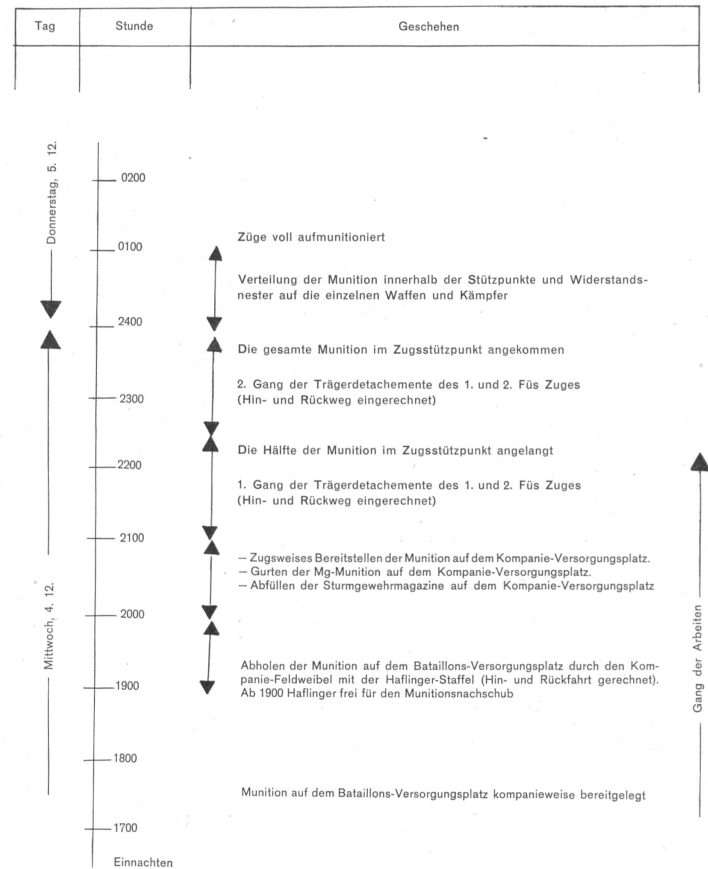 Tag Stunde Geschehen
Donnerstag, 5. 12.
0200
Züge voll aufmunitioniert
0100
Verteilung der Munition innerhalb der Stützpunkte und Widerstands-
nester auf die einzelnen Waffen und Kämpfer
2400
Die gesamte Munition im Zugsstützpunkt angekommen
2. Gang der Trägerdetachemente des 1. und 2. Füs Zuges
2300
(Hin- und Rückweg eingerechnet)
Die Hälfte der Munition im Zugsstützpunkt angelangt
2200
1. Gang der Trägerdetachemente des 1. und 2. Füs Zuges
(Hin- und Rückweg eingerechnet)
2100
— Zugsweises Bereitstellen der Munition auf dem Kompanie-Versorgungsplatz.
— Gurten der Mg-Munition auf dem Kompanie-Versorgungsplatz.
— Abfüllen der Sturmgewehrmagazine auf dem Kompanie-Versorgungsplatz
Mittwoch, 4. 12.
2000
Gang der Arbeiten
Abholen der Munition auf dem Bataillons-Versorgungsplatz durch den Kom-
panie-Feldweibel mit der Haflinger-Staffel (Hin- und Rückfahrt gerechnet).
1900
Ab 1900 Haflinger frei für den Munitionsnachschub
1800
Munition auf dem Bataillons-Versorgungsplatz kompanieweise bereitgelegt
1700
Einnachten